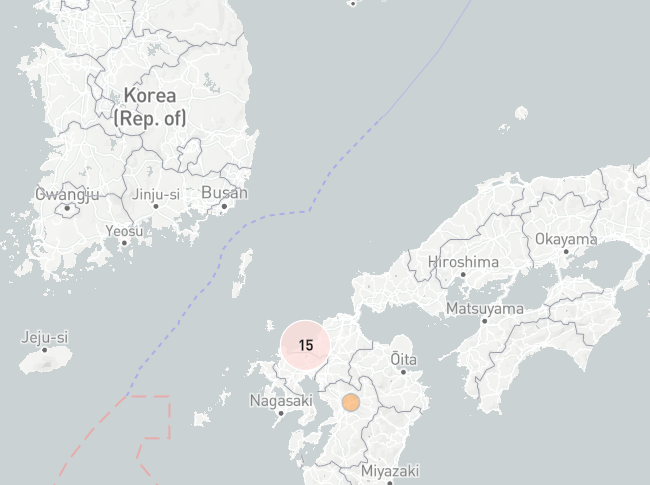 Korea
(Rep. of)
Gwangju
Jinju-si
Busan
Yeosu
Okayama
Hiroshima
Matsuyama
Jeju-si
15
Ōita
Nagasaki
Miyazaki